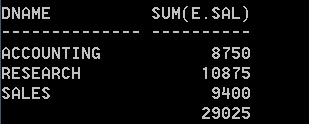 DNAME          SUM(E.SAL)
-------------- ----------
ACCOUNTING           8750
RESEARCH            10875
SALES                9400
                    29025